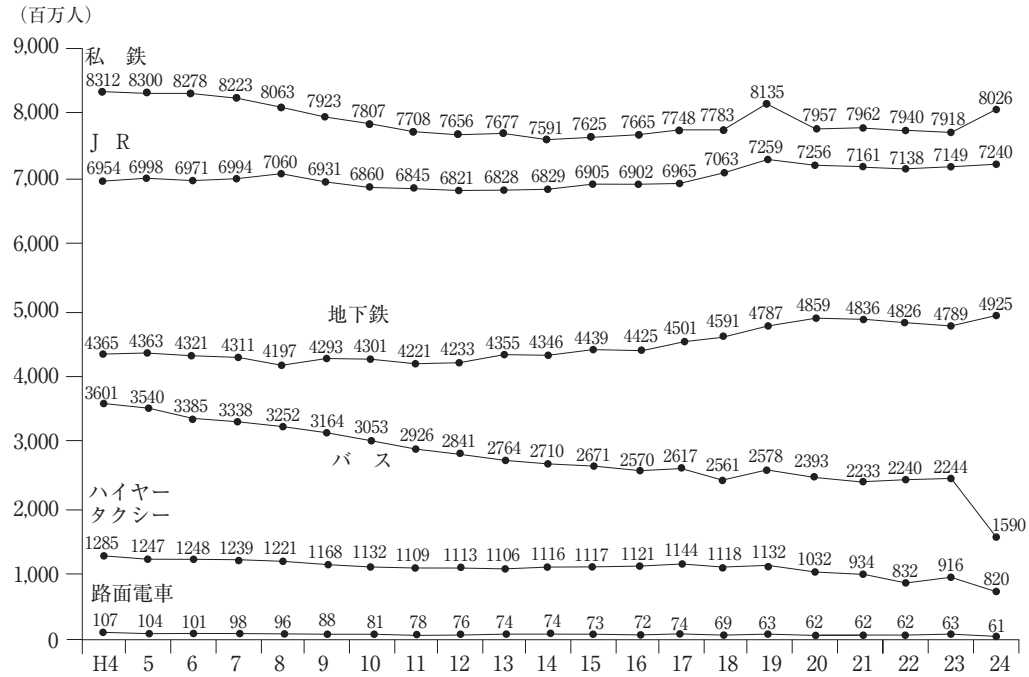 （百万人）
9,000
私 鉄
8312 8300 8278 8223 8063 7923 7807 7708 7656 7677 7591 7625 7665 7748 7783 8135 7957 7962 7940 7918 8026
8,000
J R
6954 6998 6971 6994 7060 6931 6860 6845 6821 6828 6829 6905 6902 6965 7063 7259 7256 7161 7138 7149 7240
7,000
6,000
5,000
地下鉄
4365 4363 4321 4311 4197 4293 4301 4221 4233 4355 4346 4439 4425 4501 4591 4787 4859 4836 4826 4789 4925
4,000
3601 3540 3385 3338 3252 3164 3053 2926 2841 2764 2710 2671 2570 2617 2561 2578 2393 2233 2240 2244 1590
バ ス
3,000
2,000
ハイヤー
タクシー
1285 1247 1248 1239 1221 1168 1132 1109 1113 1106 1116 1117 1121 1144 1118 1132 1032 934 832 916 820
1,000
路面電車
107 104 101 98 96 88 81 78 76 74 74 73 72 74 69 63 62 62 62 63 61
0
H4 5 6 7 8 9 10 11 12 13 14 15 16 17 18 19 20 21 22 23 24